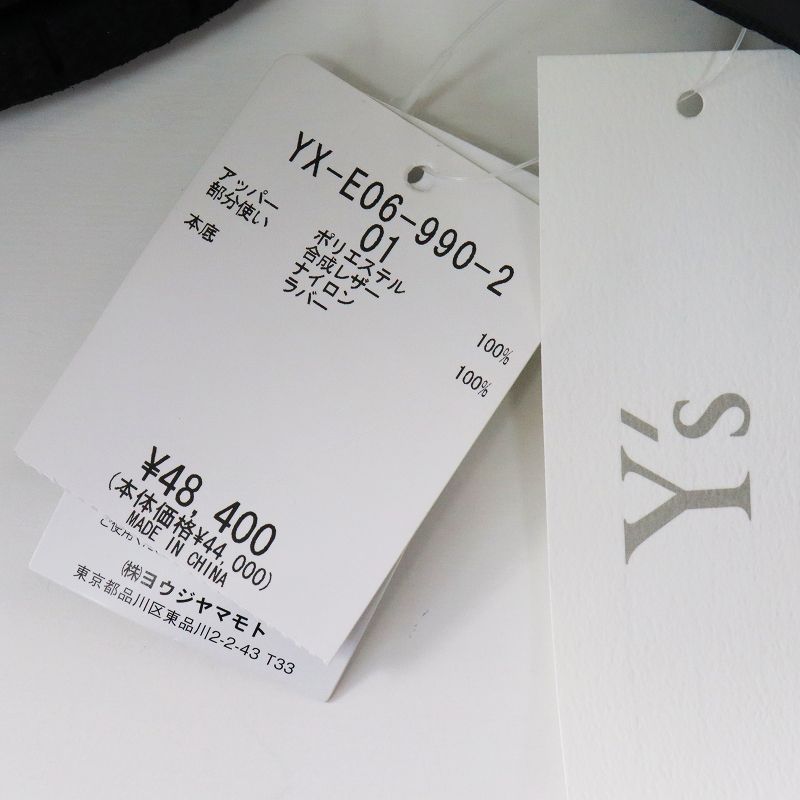 YX-E06-990-2
01
アッパー ポリエステル
部分使い 合成レザー
ナイロン 100%
本底 ラバー 100%
¥48,400
(本体価格¥44,000)
MADE IN CHINA
㈱ヨウジヤマモト
東京都品川区東品川2-2-43 T33
Y's